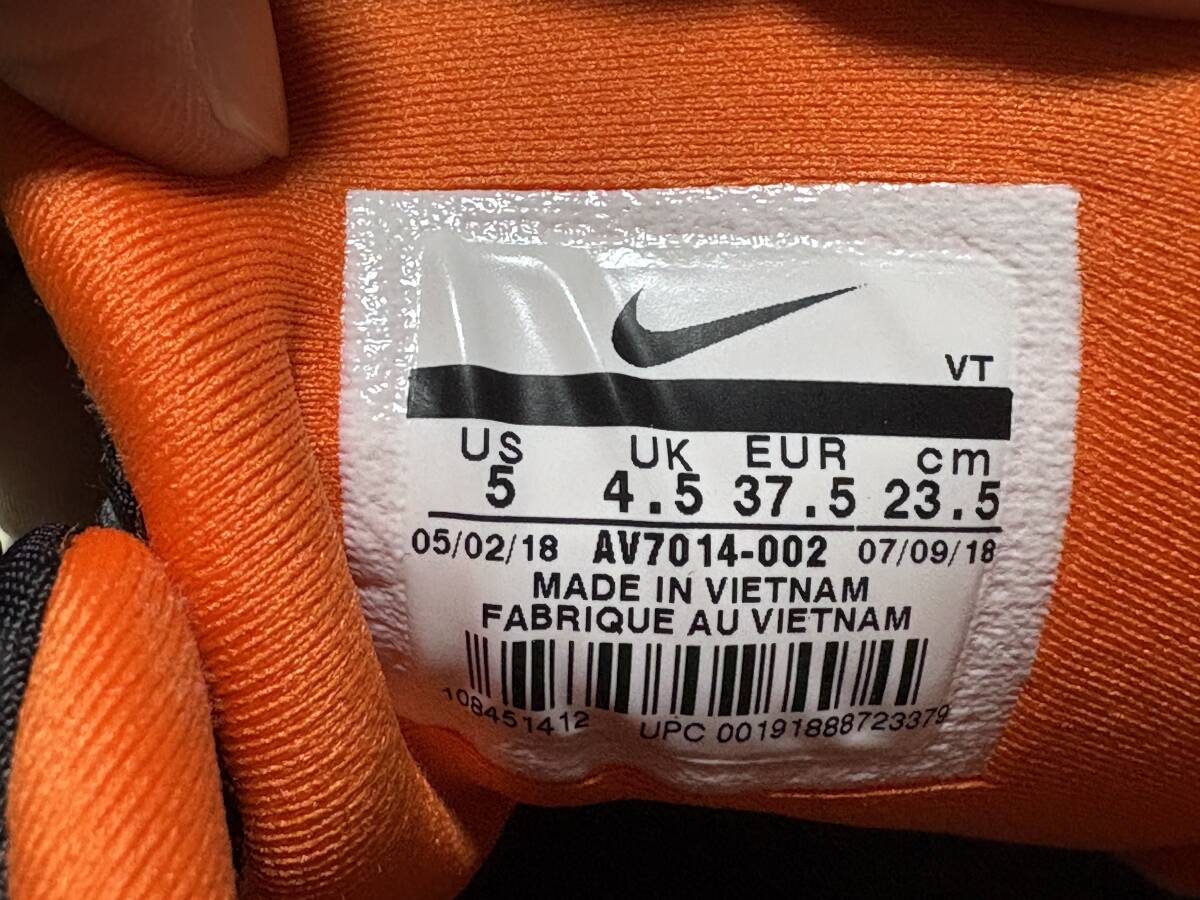 VT
US UK EUR cm
5 4.5 37.5 23.5
05/02/18 AV7014-002 07/09/18
MADE IN VIETNAM
FABRIQUE AU VIETNAM
108451412 UPC 00191888723379